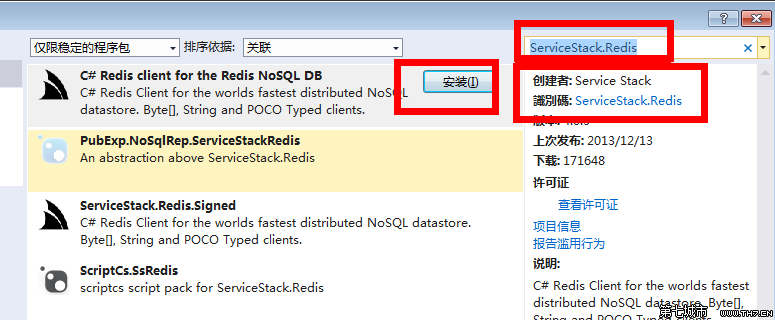 仅限稳定的程序包
排序依据:
关联
ServiceStack.Redis
C# Redis client for the Redis NoSQL DB
C# Redis Client for the worlds fastest distributed NoSQL
datastore. Byte[], String and POCO Typed clients.
安装(I)
PubExp.NoSqlRep.ServiceStackRedis
An abstraction above ServiceStack.Redis
ServiceStack.Redis.Signed
C# Redis Client for the worlds fastest distributed NoSQL datastore.
Byte[], String and POCO Typed clients.
ScriptCs.SsRedis
scriptcs script pack for ServiceStack.Redis
创建者: Service Stack
識別碼: ServiceStack.Redis
上次发布: 2013/12/13
下载: 171648
许可证
查看许可证
项目信息
报告滥用行为
说明:
C# Redis Client for the worlds fastest
distributed NoSQL datastore. Byte[],
String and POCO Typed clients.
第七城市 WWW.TH7.CN